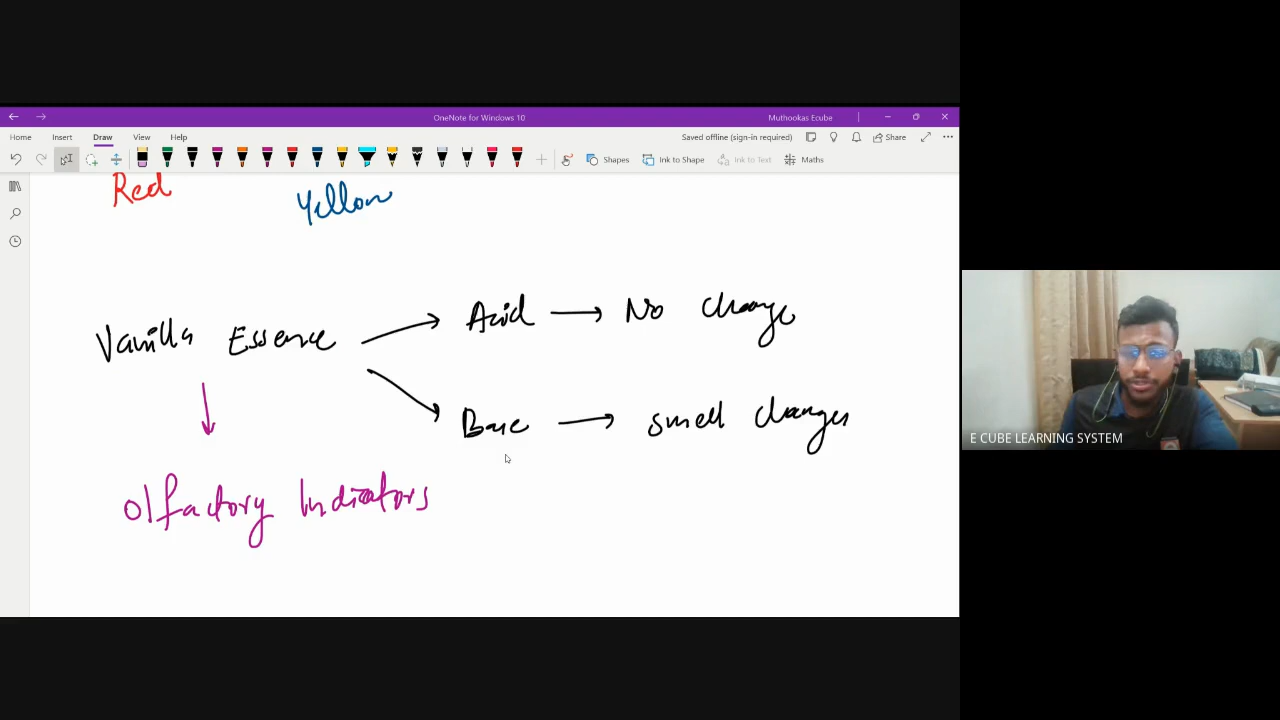 OneNote for Windows 10
Muthookas Ecube
Home Insert Draw View Help
Saved offline (sign-in required)
Share
Shapes
Ink to Shape
Ink to Text
Maths
Red
Yellow
Vanilla Essence
Acid → No change
Base → smell changes
Olfactory Indicators
E CUBE LEARNING SYSTEM